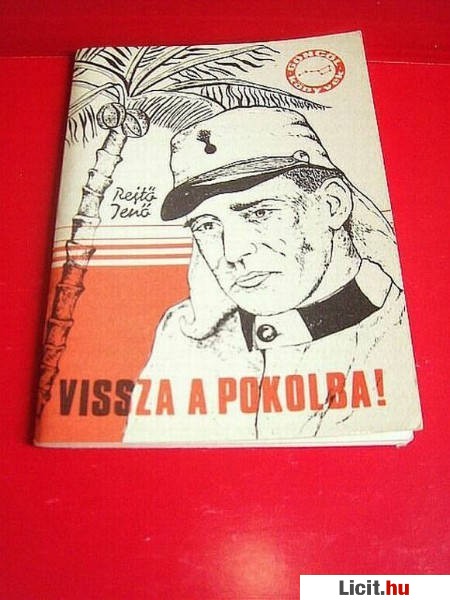 GÖNCÖL
könyvek
Rejtő
Jenő
VISSZA A POKOLBA!
Licit.hu